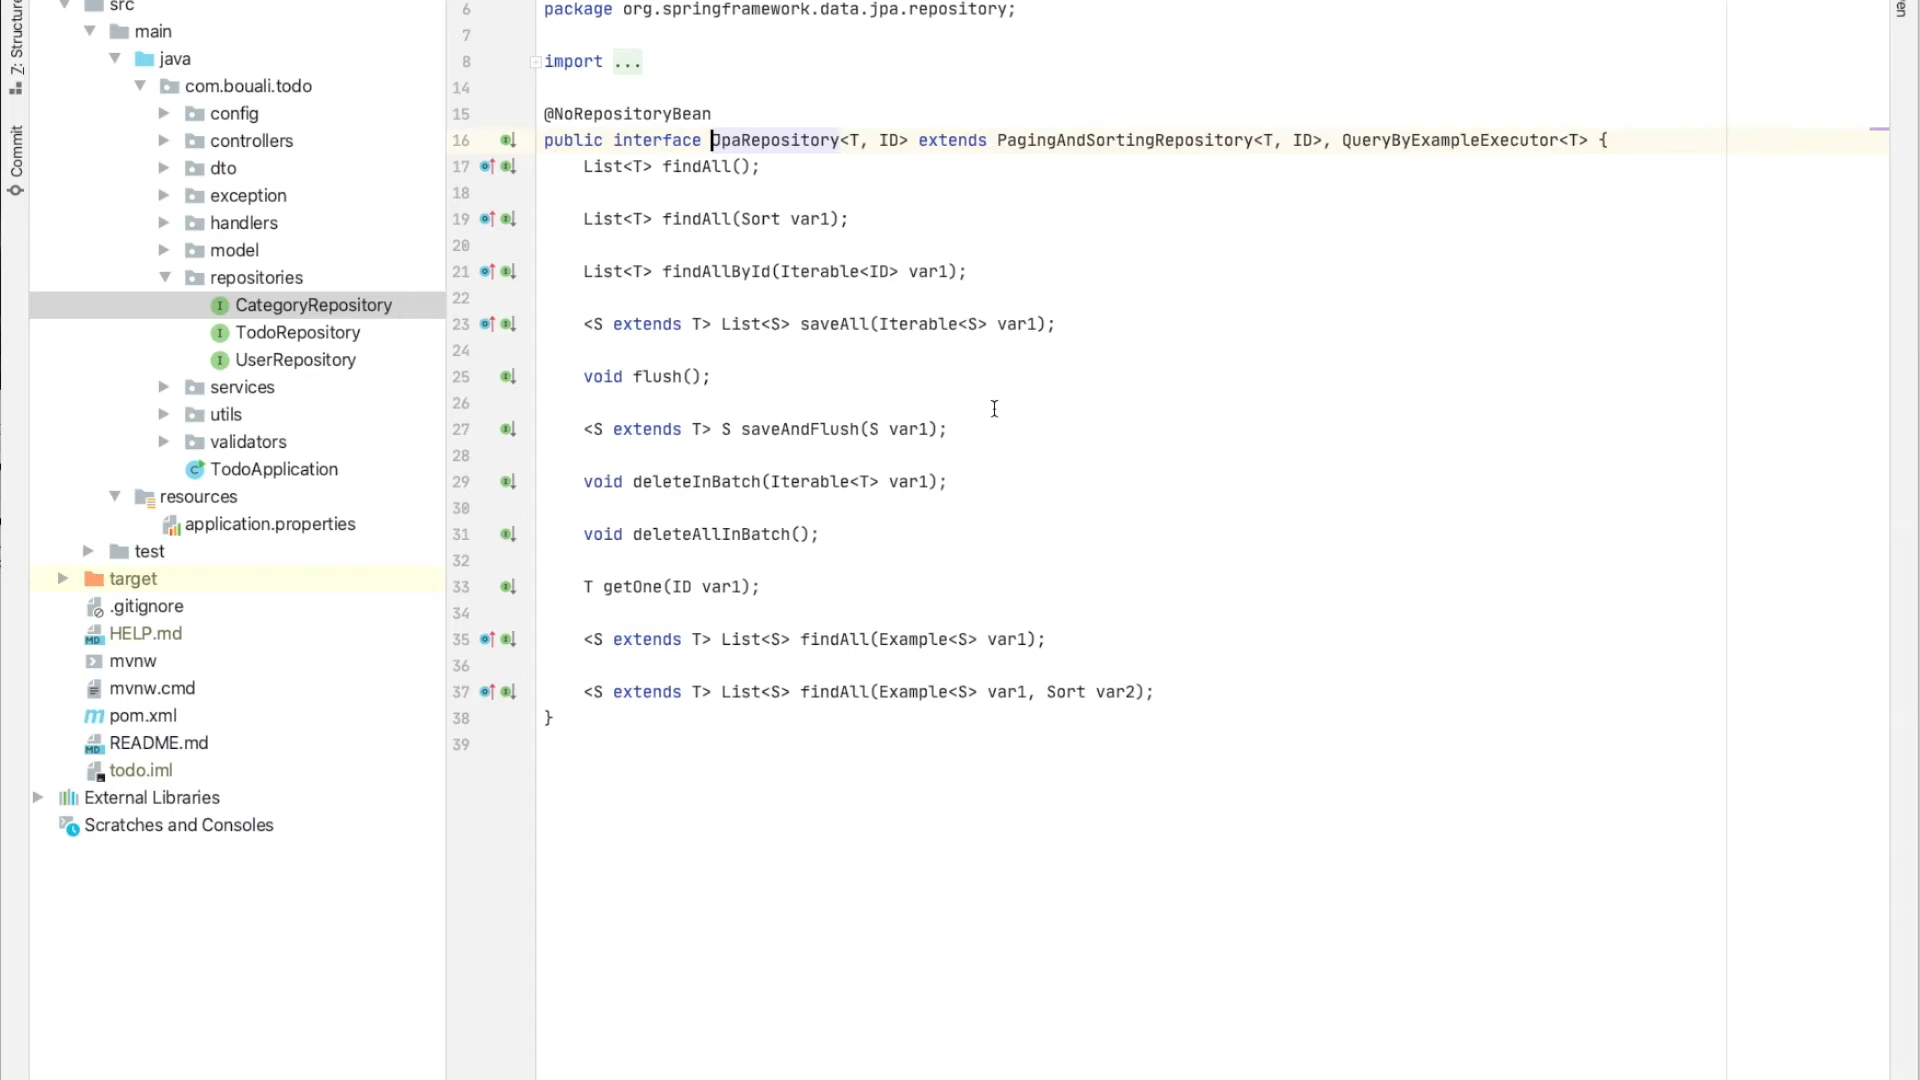 Z: Structure
Commit
src
main
java
com.bouali.todo
config
controllers
dto
exception
handlers
model
repositories
CategoryRepository
TodoRepository
UserRepository
services
utils
validators
TodoApplication
resources
application.properties
test
target
.gitignore
HELP.md
mvnw
mvnw.cmd
pom.xml
README.md
todo.iml
External Libraries
Scratches and Consoles
6 package org.springframework.data.jpa.repository;
7
8 import ...
14
15 @NoRepositoryBean
16 public interface JpaRepository<T, ID> extends PagingAndSortingRepository<T, ID>, QueryByExampleExecutor<T> {
17 List<T> findAll();
18
19 List<T> findAll(Sort var1);
20
21 List<T> findAllById(Iterable<ID> var1);
22
23 <S extends T> List<S> saveAll(Iterable<S> var1);
24
25 void flush();
26
27 <S extends T> S saveAndFlush(S var1);
28
29 void deleteInBatch(Iterable<T> var1);
30
31 void deleteAllInBatch();
32
33 T getOne(ID var1);
34
35 <S extends T> List<S> findAll(Example<S> var1);
36
37 <S extends T> List<S> findAll(Example<S> var1, Sort var2);
38 }
39